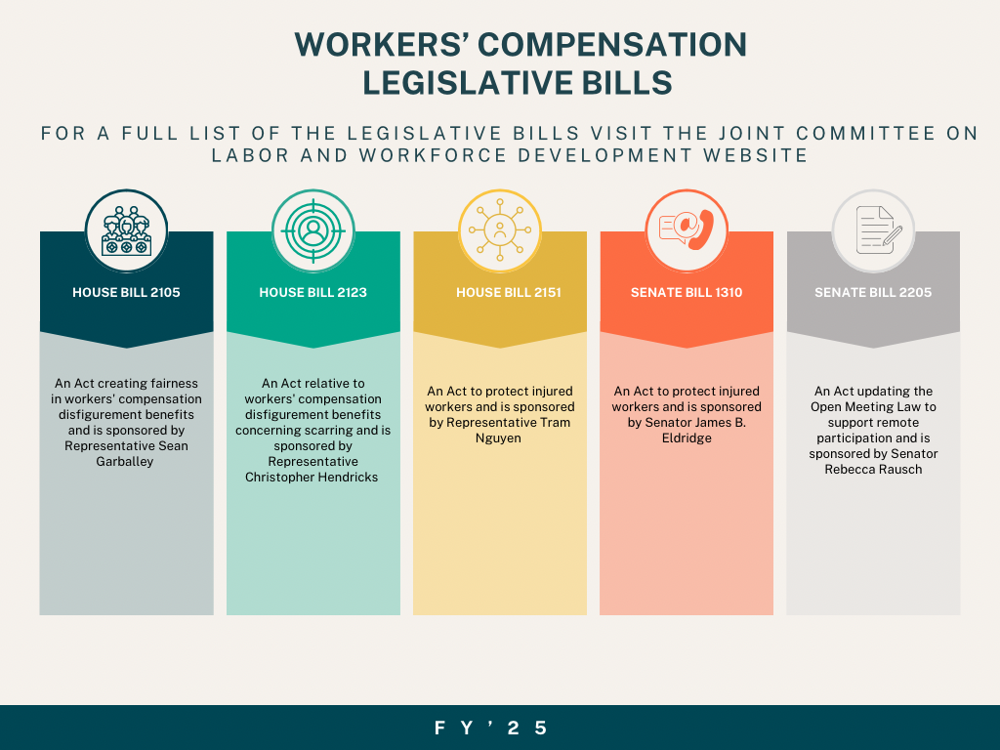 WORKERS’ COMPENSATION
LEGISLATIVE BILLS
FOR A FULL LIST OF THE LEGISLATIVE BILLS VISIT THE JOINT COMMITTEE ON
LABOR AND WORKFORCE DEVELOPMENT WEBSITE
HOUSE BILL 2105
An Act creating fairness
in workers' compensation
disfigurement benefits
and is sponsored by
Representative Sean
Garballey
HOUSE BILL 2123
An Act relative to
workers' compensation
disfigurement benefits
concerning scarring and is
sponsored by
Representative
Christopher Hendricks
HOUSE BILL 2151
An Act to protect injured
workers and is sponsored
by Representative Tram
Nguyen
SENATE BILL 1310
An Act to protect injured
workers and is sponsored
by Senator James B.
Eldridge
SENATE BILL 2205
An Act updating the
Open Meeting Law to
support remote
participation and is
sponsored by Senator
Rebecca Rausch
FY’25